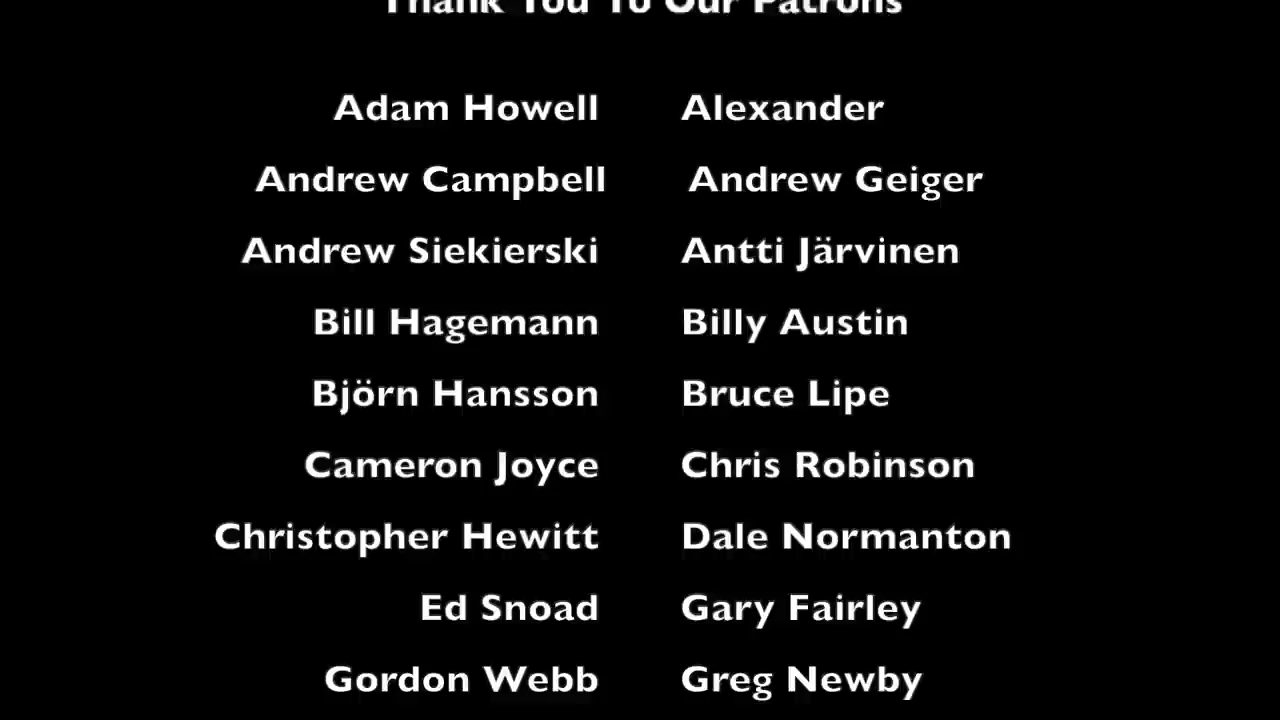 Thank You To Our Patrons
Adam Howell Alexander
Andrew Campbell Andrew Geiger
Andrew Siekierski Antti Järvinen
Bill Hagemann Billy Austin
Björn Hansson Bruce Lipe
Cameron Joyce Chris Robinson
Christopher Hewitt Dale Normanton
Ed Snoad Gary Fairley
Gordon Webb Greg Newby